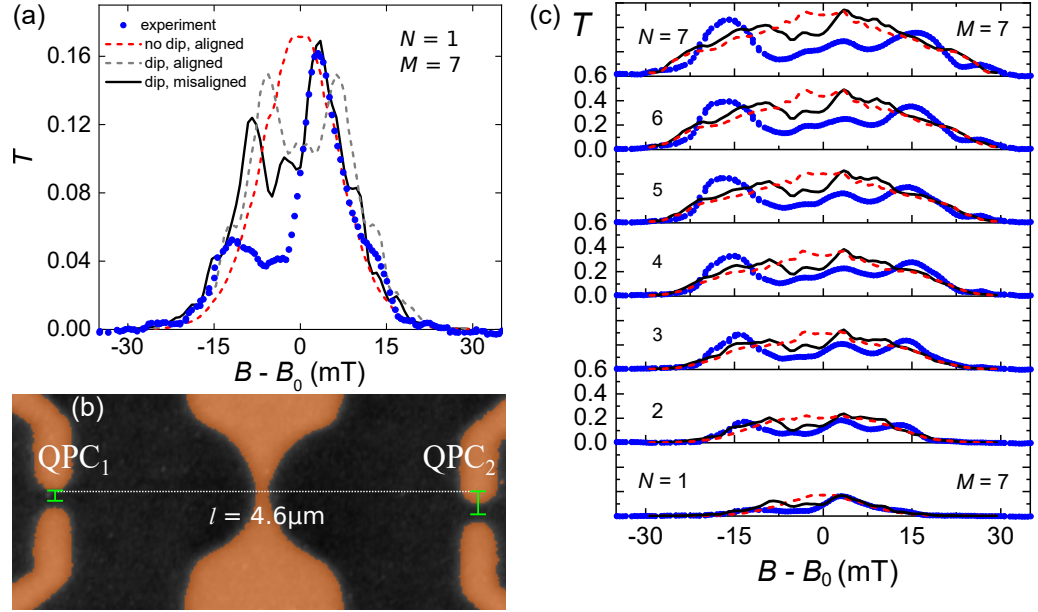 (a)
experiment
no dip, aligned
dip, aligned
dip, misaligned
N = 1
M = 7
T
0.16
0.12
0.08
0.04
0.00
-30 -15 0 15 30
B - B₀ (mT)
(b)
QPC₁
QPC₂
l = 4.6μm
(c)
T
N = 7
M = 7
0.6
0.4
0.2
0.0
6
5
0.6
0.4
0.2
0.0
4
3
0.6
0.4
0.2
0.0
2
N = 1
M = 7
-30 -15 0 15 30
B - B₀ (mT)